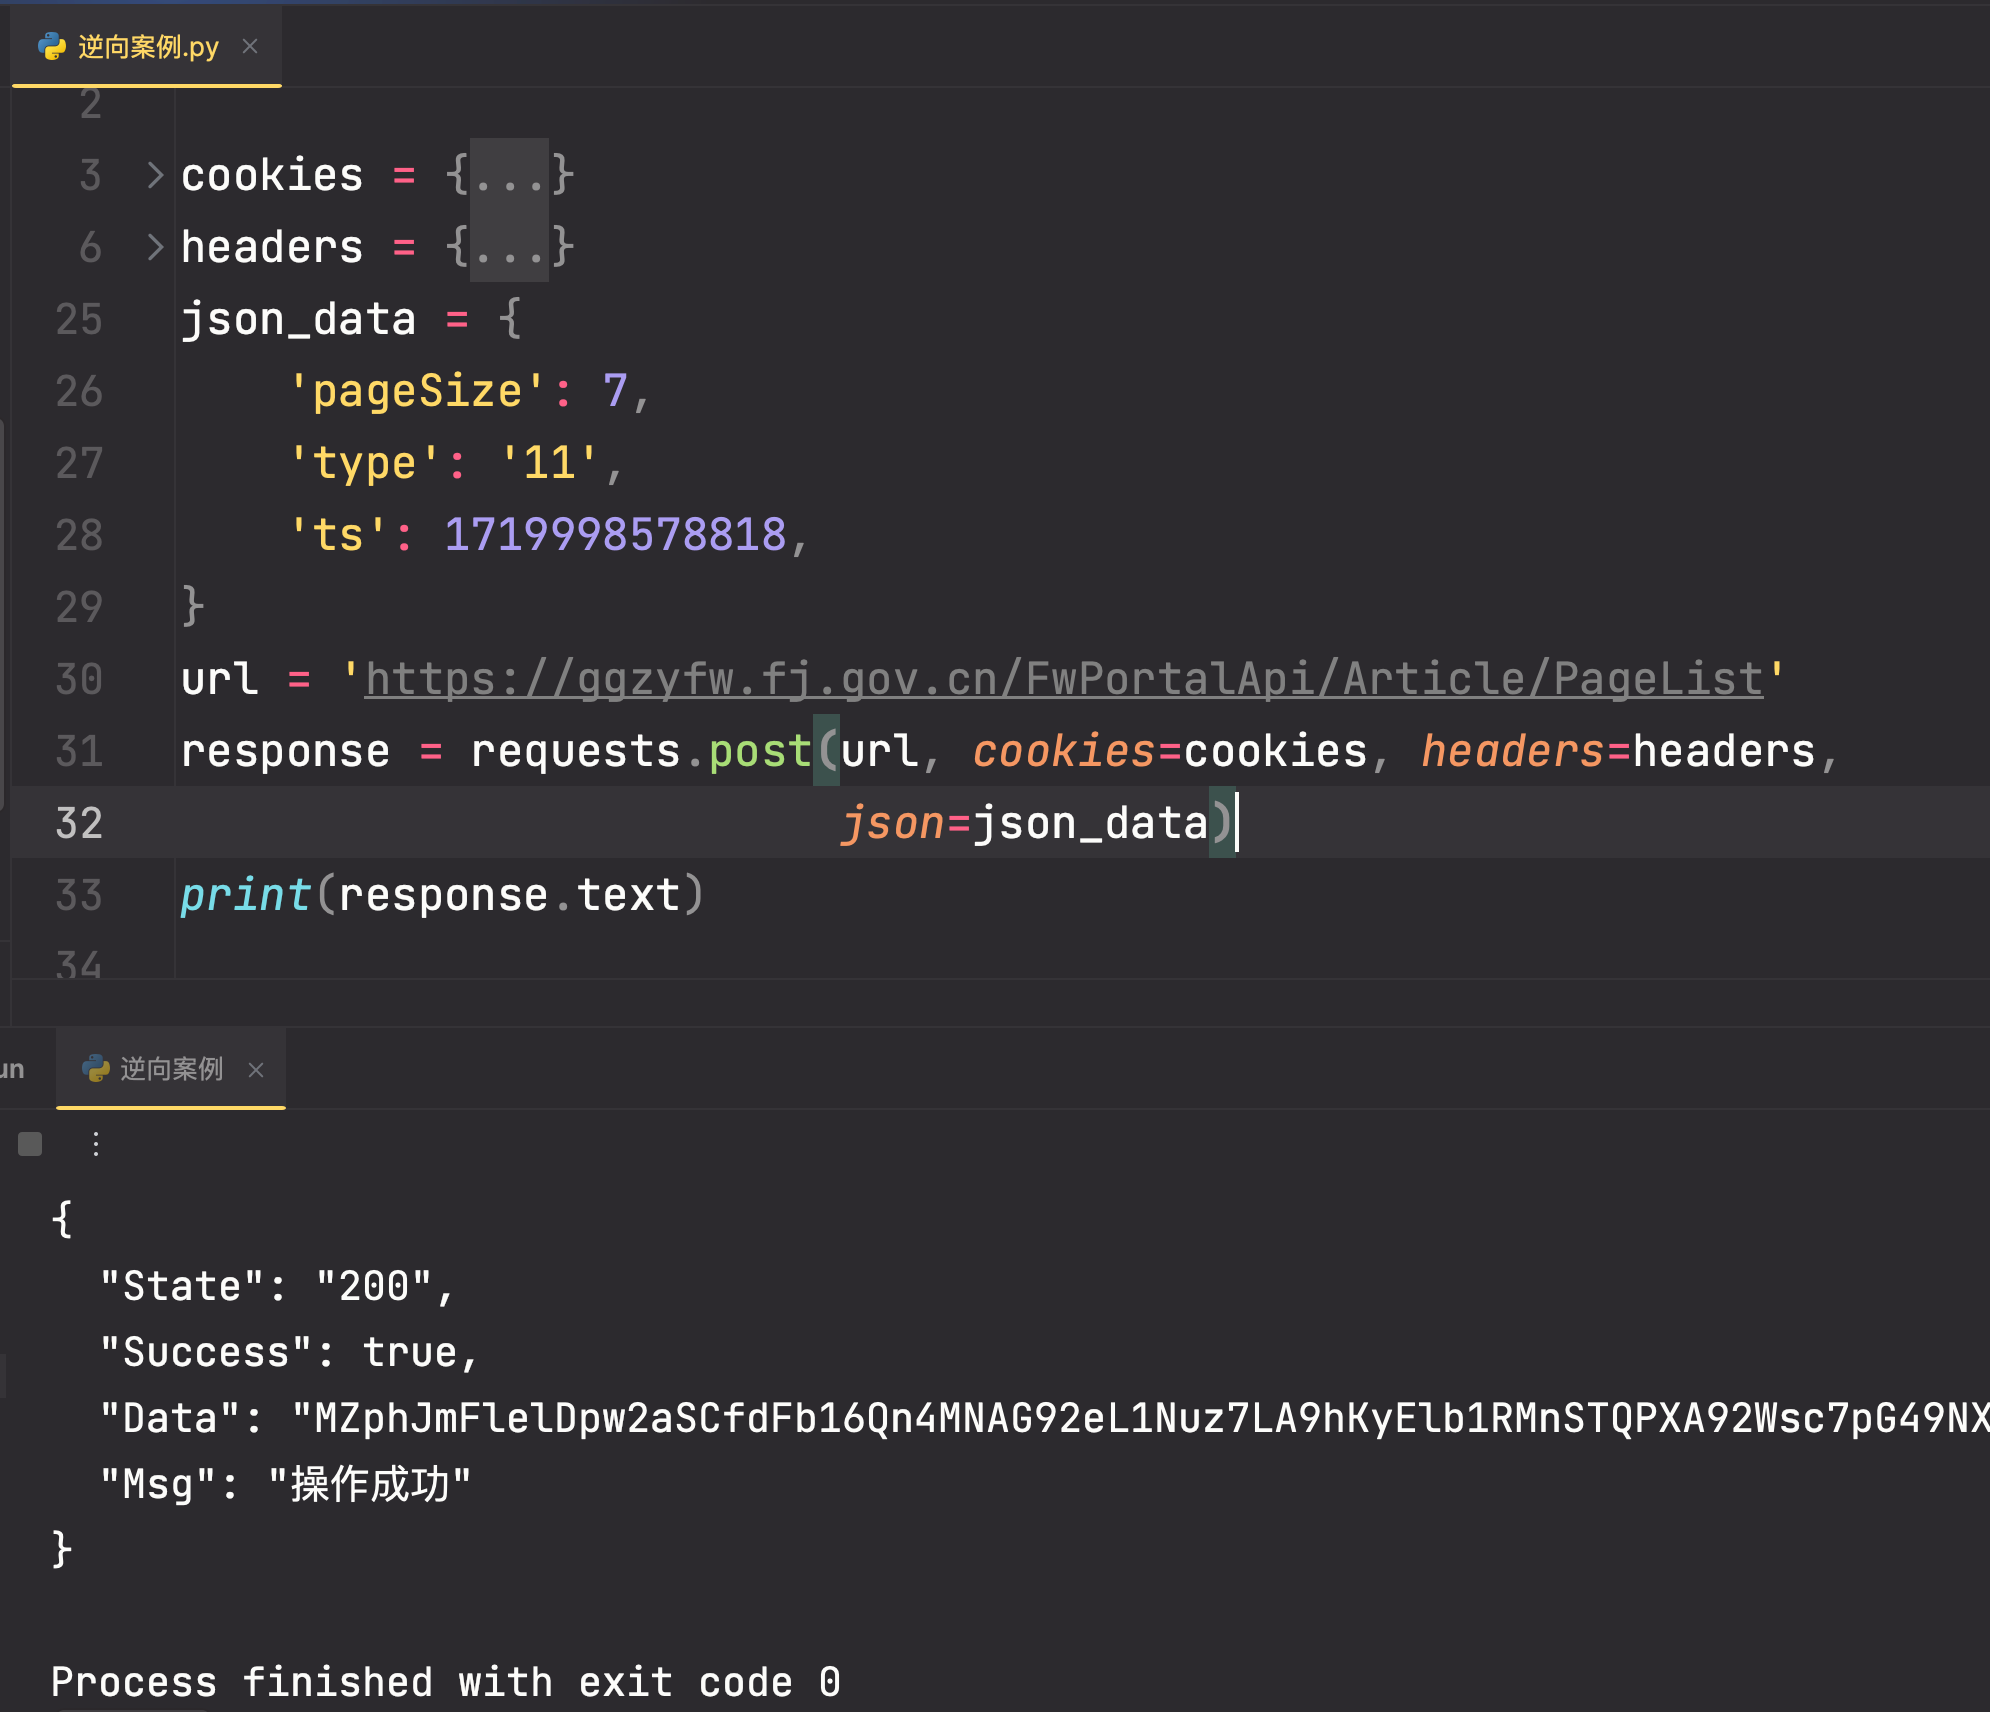 逆向案例.py
2
3 cookies = {...}
6 headers = {...}
25 json_data = {
26 'pageSize': 7,
27 'type': '11',
28 'ts': 1719998578818,
29 }
30 url = 'https://ggzyfw.fj.gov.cn/FwPortalApi/Article/PageList'
31 response = requests.post(url, cookies=cookies, headers=headers,
32 json=json_data)
33 print(response.text)
34
un 逆向案例
{
"State": "200",
"Success": true,
"Data": "MZphJmFlelDpw2aSCfdFb16Qn4MNAG92eL1Nuz7LA9hKyElb1RMnSTQPXA92Wsc7pG49NX
"Msg": "操作成功"
}
Process finished with exit code 0